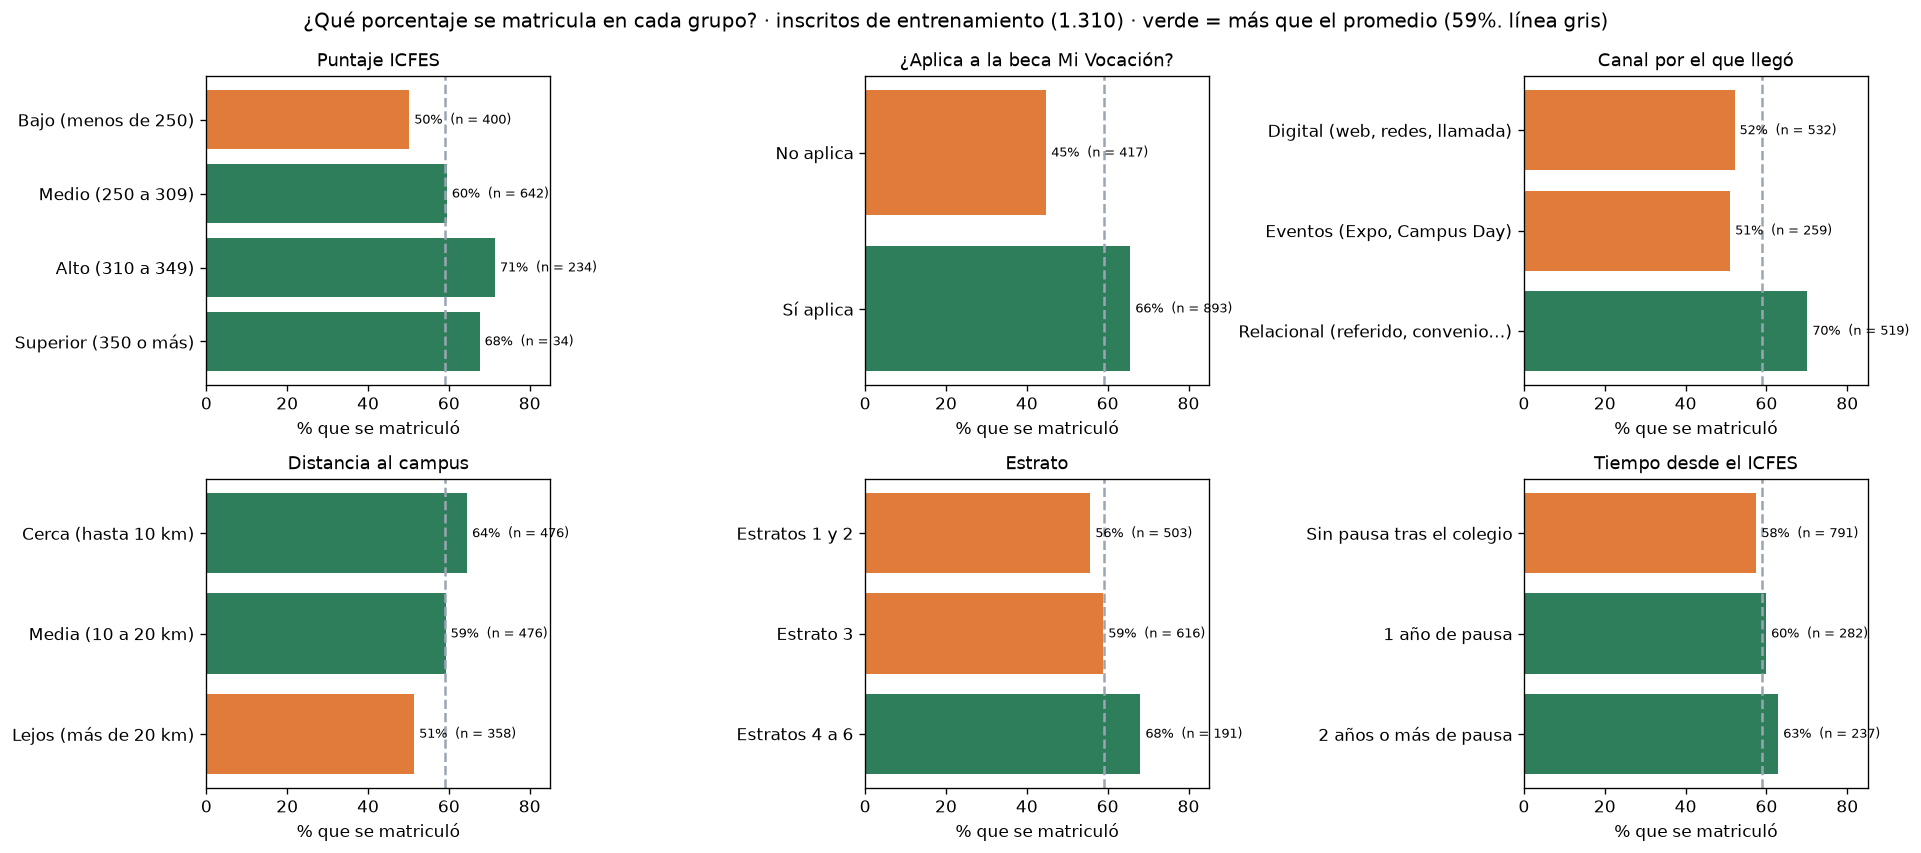 ¿Qué porcentaje se matricula en cada grupo? · inscritos de entrenamiento (1.310) · verde = más que el promedio (59%. línea gris)
Puntaje ICFES
Bajo (menos de 250)
50% (n = 400)
Medio (250 a 309)
60% (n = 642)
Alto (310 a 349)
71% (n = 234)
Superior (350 o más)
68% (n = 34)
0 20 40 60 80
% que se matriculó
¿Aplica a la beca Mi Vocación?
No aplica
45% (n = 417)
Sí aplica
66% (n = 893)
0 20 40 60 80
% que se matriculó
Canal por el que llegó
Digital (web, redes, llamada)
52% (n = 532)
Eventos (Expo, Campus Day)
51% (n = 259)
Relacional (referido, convenio...)
70% (n = 519)
0 20 40 60 80
% que se matriculó
Distancia al campus
Cerca (hasta 10 km)
64% (n = 476)
Media (10 a 20 km)
59% (n = 476)
Lejos (más de 20 km)
51% (n = 358)
0 20 40 60 80
% que se matriculó
Estrato
Estratos 1 y 2
56% (n = 503)
Estrato 3
59% (n = 616)
Estratos 4 a 6
68% (n = 191)
0 20 40 60 80
% que se matriculó
Tiempo desde el ICFES
Sin pausa tras el colegio
58% (n = 791)
1 año de pausa
60% (n = 282)
2 años o más de pausa
63% (n = 237)
0 20 40 60 80
% que se matriculó